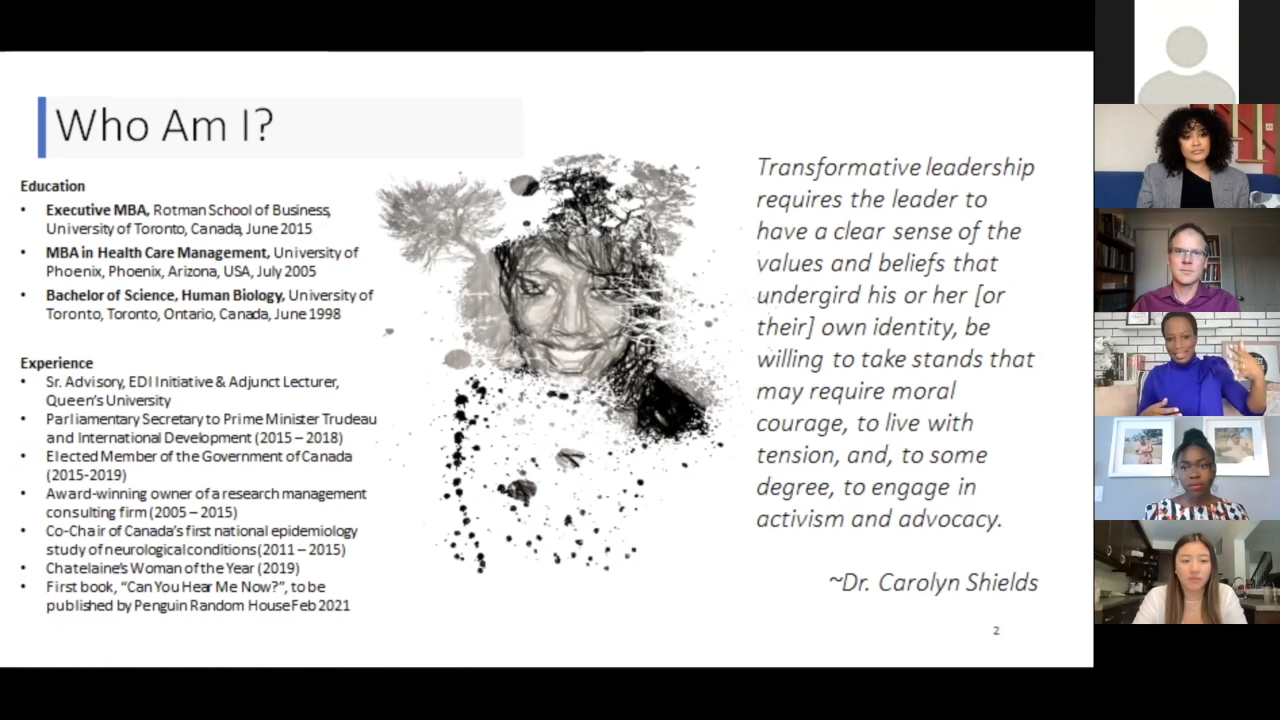 Who Am I?
Education
• Executive MBA, Rotman School of Business,
University of Toronto, Canada, June 2015
• MBA in Health Care Management, University of
Phoenix, Phoenix, Arizona, USA, July 2005
• Bachelor of Science, Human Biology, University of
Toronto, Toronto, Ontario, Canada, June 1998
Experience
• Sr. Advisory, EDI Initiative & Adjunct Lecturer,
Queen's University
• Parliamentary Secretary to Prime Minister Trudeau
and International Development (2015 – 2018)
• Elected Member of the Government of Canada
(2015-2019)
• Award-winning owner of a research management
consulting firm (2005 – 2015)
• Co-Chair of Canada's first national epidemiology
study of neurological conditions (2011 – 2015)
• Chatelaine's Woman of the Year (2019)
• First book, "Can You Hear Me Now?", to be
published by Penguin Random House Feb 2021
Transformative leadership
requires the leader to
have a clear sense of the
values and beliefs that
undergird his or her [or
their] own identity, be
willing to take stands that
may require moral
courage, to live with
tension, and, to some
degree, to engage in
activism and advocacy.
~Dr. Carolyn Shields
2